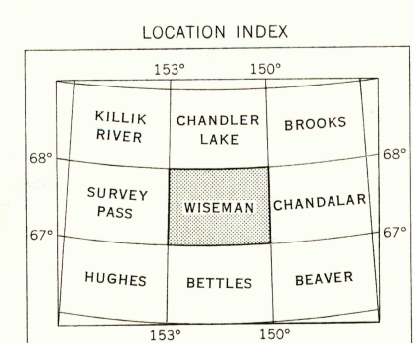 LOCATION INDEX
153° 150°
KILLIK
RIVER
CHANDLER
LAKE
BROOKS
68° 68°
SURVEY
PASS
WISEMAN
CHANDALAR
67° 67°
HUGHES
BETTLES
BEAVER
153° 150°